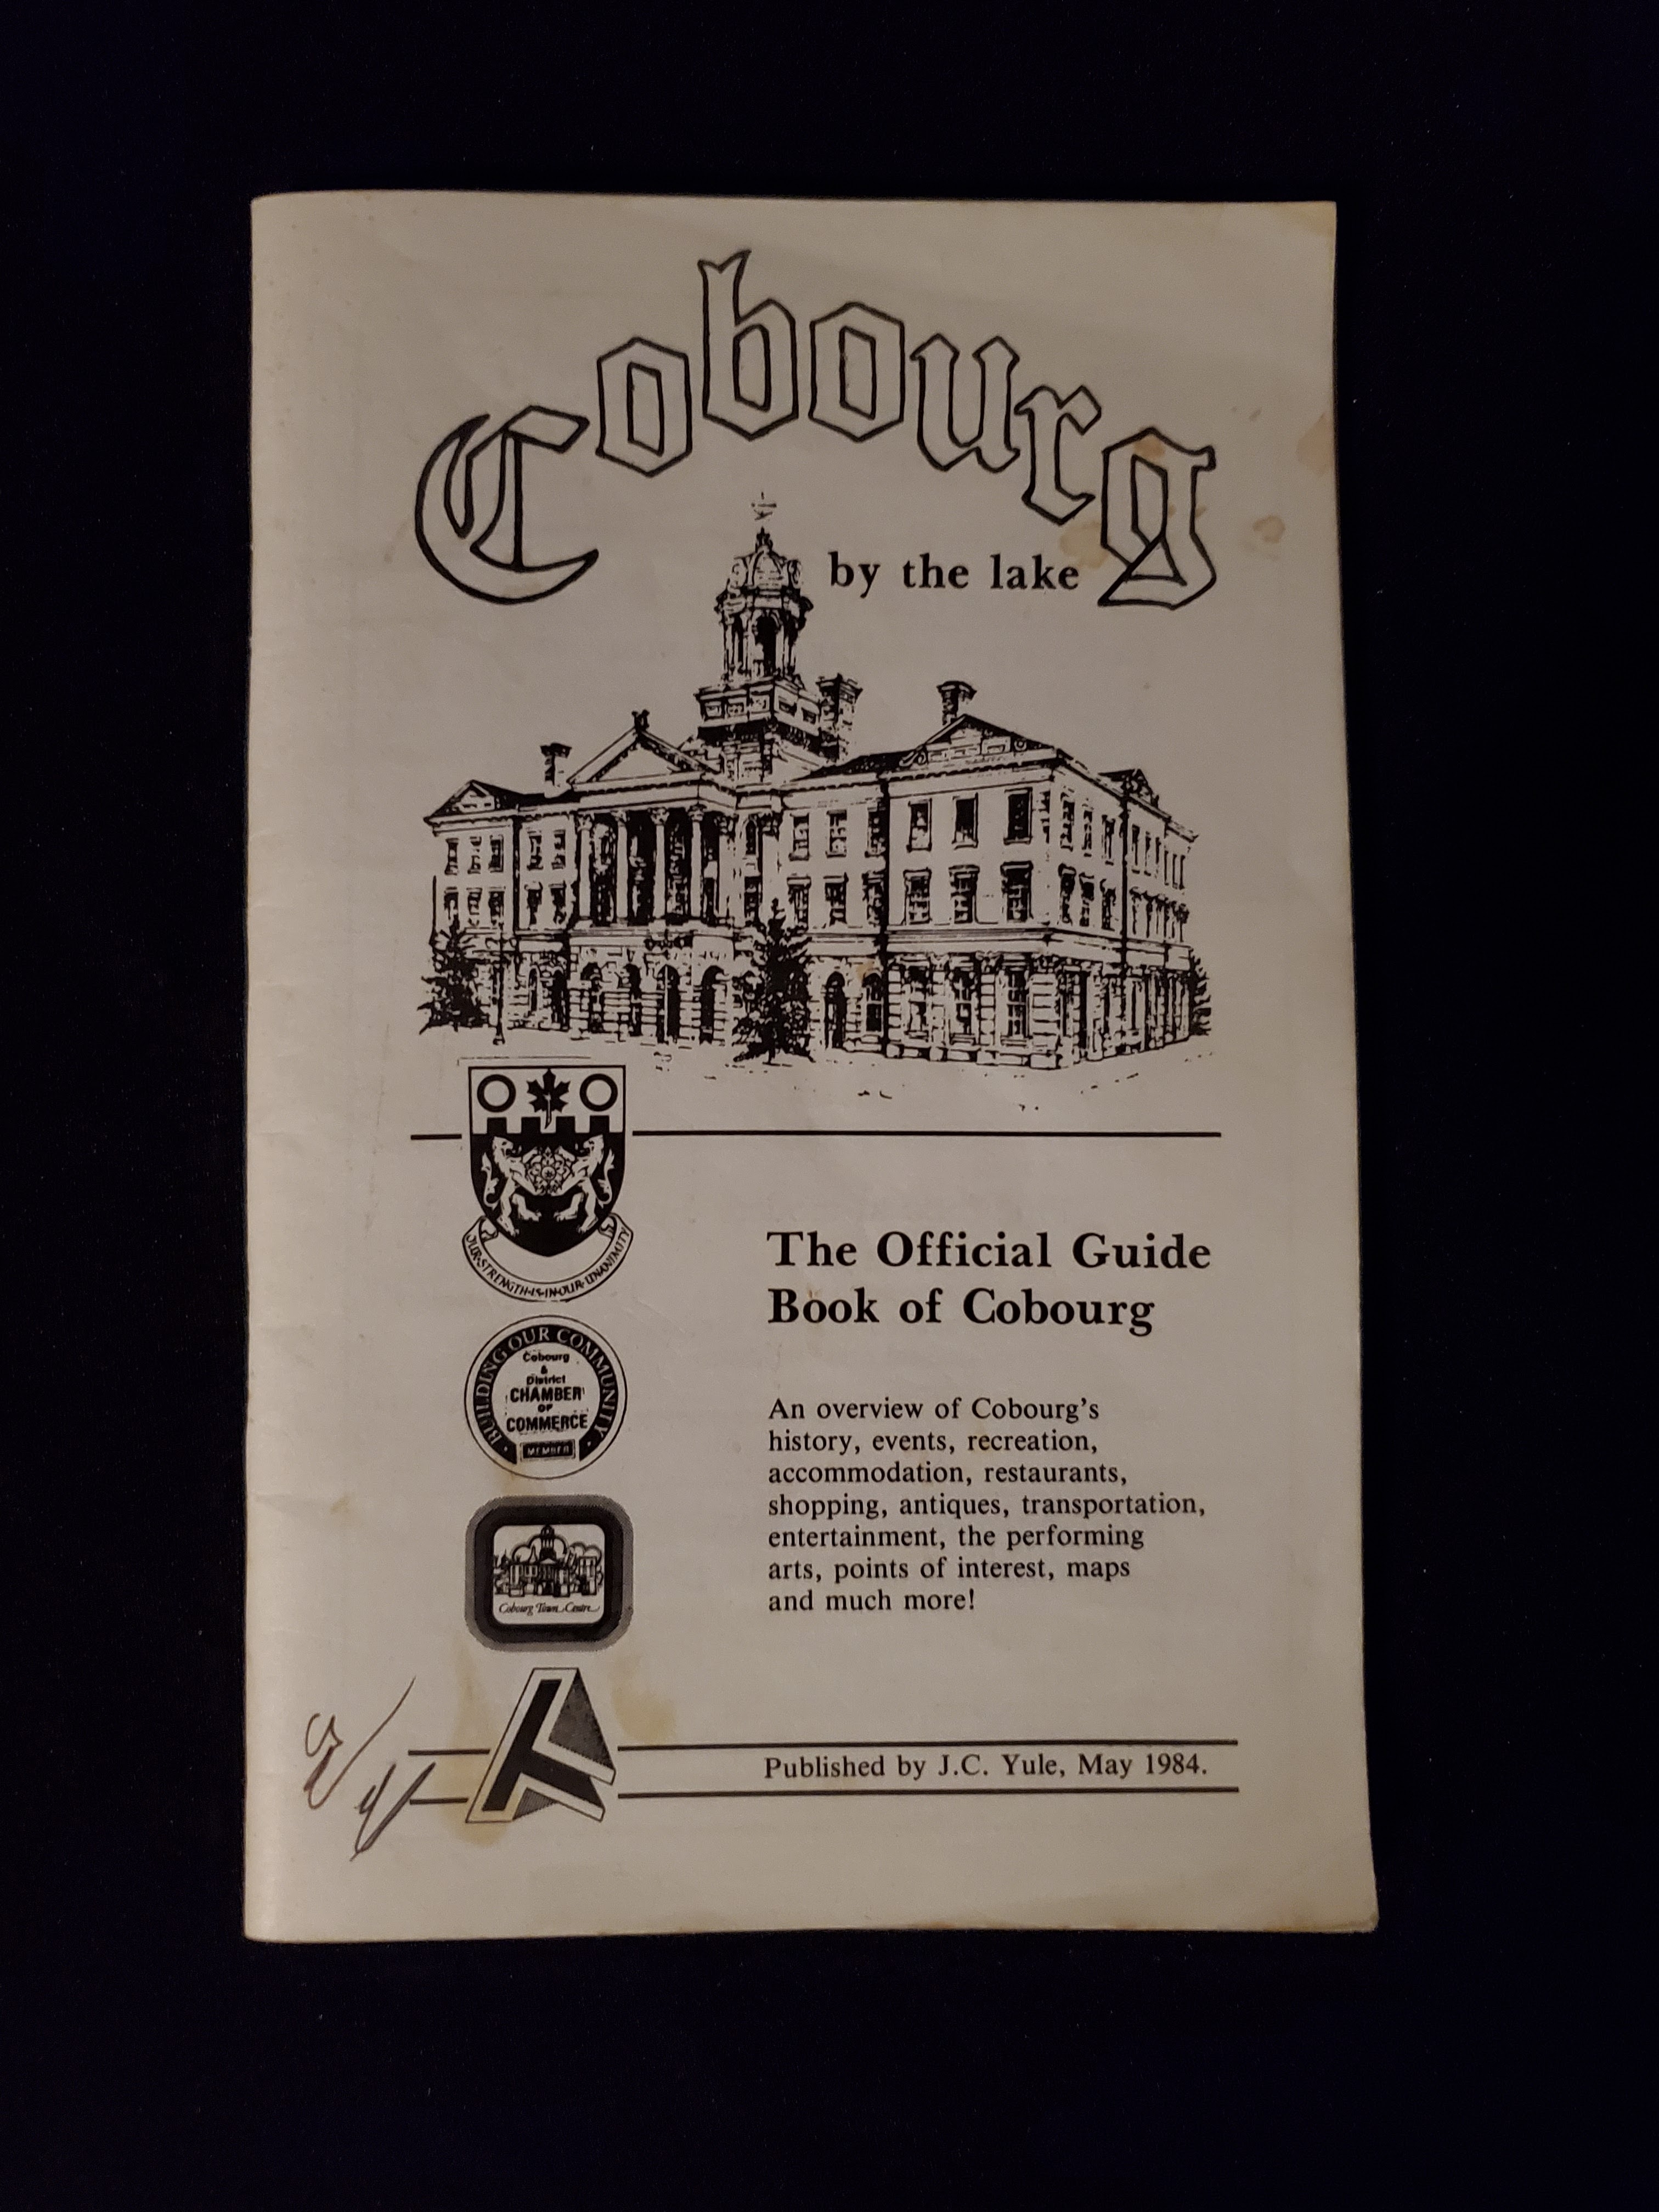 Cobourg
by the lake
OUR·STRENGTH·IS·IN·OUR·UNANIMITY
The Official Guide
Book of Cobourg
BUILDING OUR COMMUNITY
Cobourg
&
District
CHAMBER
OF
COMMERCE
MEMBER
An overview of Cobourg's
history, events, recreation,
accommodation, restaurants,
shopping, antiques, transportation,
entertainment, the performing
arts, points of interest, maps
and much more!
Cobourg Town Centre
Published by J.C. Yule, May 1984.